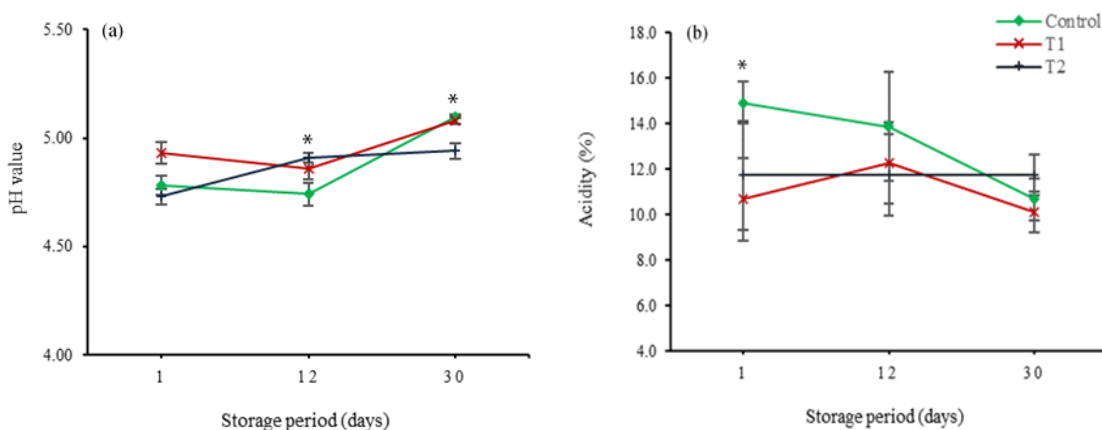 (a)
5.50
5.00
4.50
4.00
pH value
*
*
1
12
30
Storage period (days)
(b)
Control
T1
T2
18.0
16.0
14.0
12.0
10.0
8.0
6.0
4.0
Acidity (%)
*
1
12
30
Storage period (days)